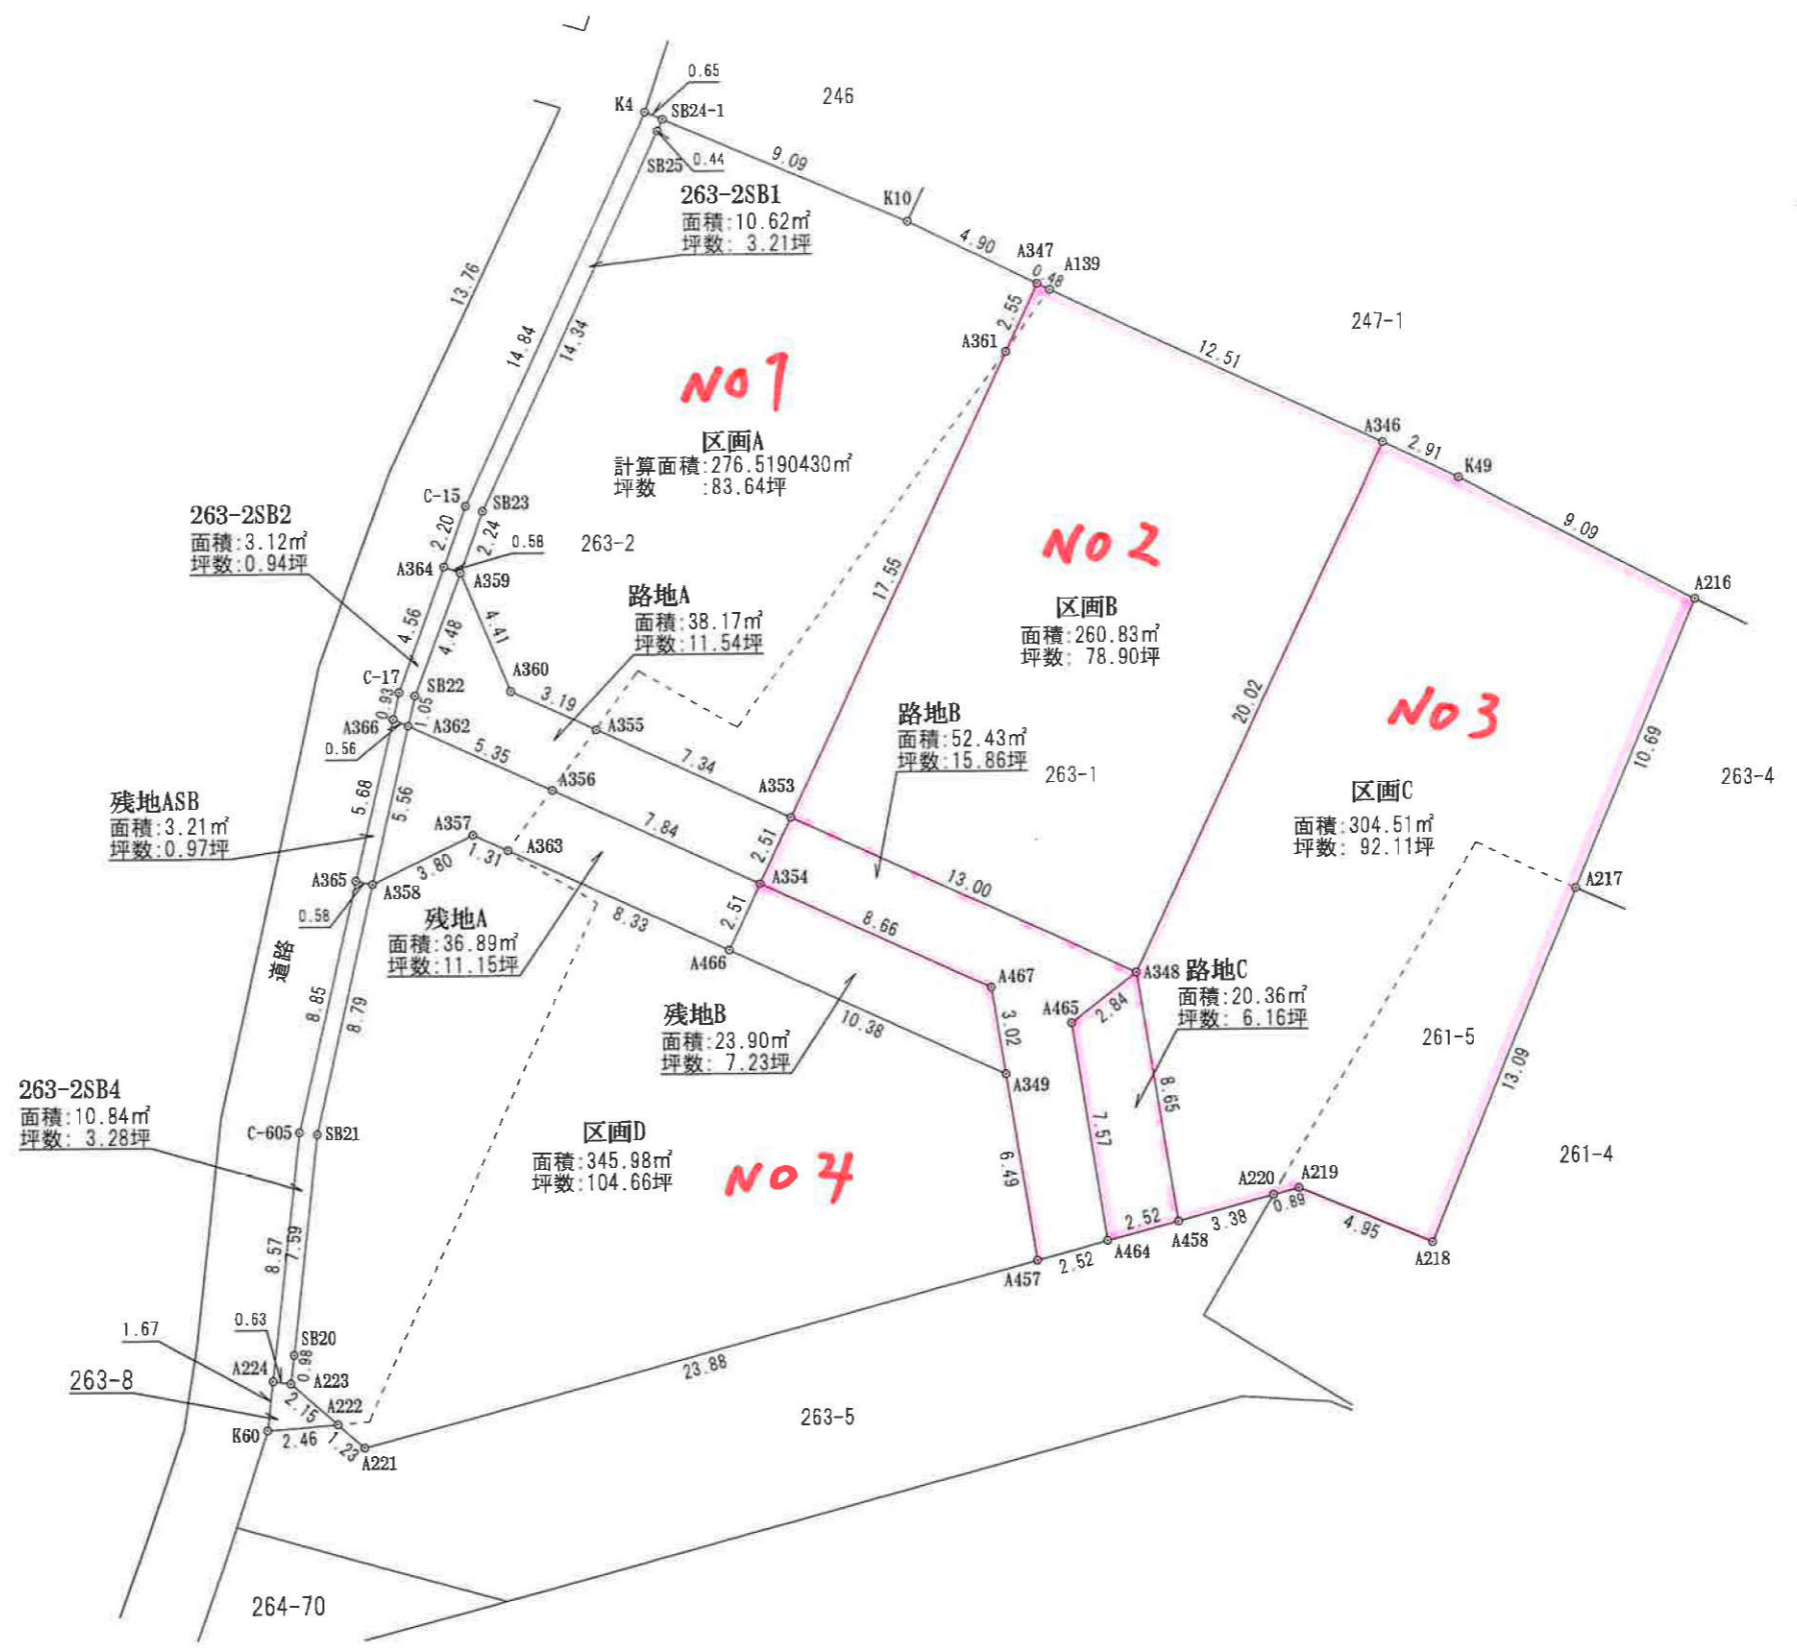 0.65
K4
SB24-1
246
0.44
SB25
9.09
263-2SB1
面積:10.62㎡
坪数: 3.21坪
K10
4.90
A347
0.48
A139
13.76
2.55
247-1
A361
12.51
14.84
14.34
NO 1
区画A
計算面積:276.5190430㎡
坪数 :83.64坪
A346
2.91
K49
C-15
SB23
263-2SB2
面積:3.12㎡
坪数:0.94坪
2.20
2.24
0.58
263-2
NO 2
9.09
A364
A359
17.55
A216
路地A
面積:38.17㎡
坪数:11.54坪
区画B
面積:260.83㎡
坪数: 78.90坪
4.56
4.48
4.41
C-17
SB22
A360
3.19
20.02
NO 3
0.93
1.05
A366
A362
A355
路地B
面積:52.43㎡
坪数:15.86坪
0.56
5.35
7.34
263-1
10.69
263-4
A356
A353
区画C
面積:304.51㎡
坪数: 92.11坪
残地ASB
面積:3.21㎡
坪数:0.97坪
5.68
5.56
A357
7.84
2.51
1.31
A363
3.80
A365
A358
A354
13.00
A217
0.58
残地A
面積:36.89㎡
坪数:11.15坪
8.33
2.51
8.66
道路
A466
A467
A348
路地C
面積:20.36㎡
坪数: 6.16坪
8.85
8.79
残地B
面積:23.90㎡
坪数: 7.23坪
10.38
A465
2.84
3.02
261-5
A349
13.09
263-2SB4
面積:10.84㎡
坪数: 3.28坪
C-605
SB21
区画D
面積:345.98㎡
坪数:104.66坪
NO 4
7.57
8.65
261-4
6.49
A220
A219
0.89
2.52
3.38
4.95
A464
A458
A218
8.57
7.59
A457
2.52
1.67
0.63
SB20
0.98
A224
A223
23.88
263-8
2.15
A222
K60
2.46
1.23
A221
263-5
264-70